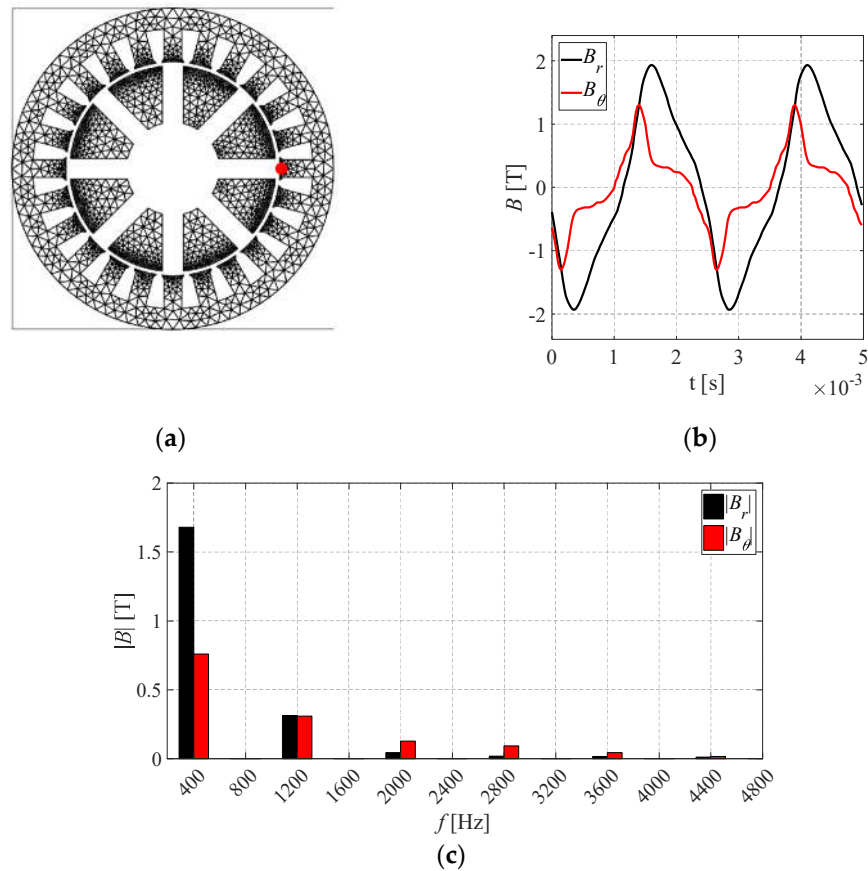 B_r
B_θ
B [T]
2
1
0
-1
-2
0 1 2 3 4 5
t [s]
×10^-3
(a)
(b)
|B_r|
|B_θ|
|B| [T]
2
1.5
1
0.5
0
400 800 1200 1600 2000 2400 2800 3200 3600 4000 4400 4800
f [Hz]
(c)